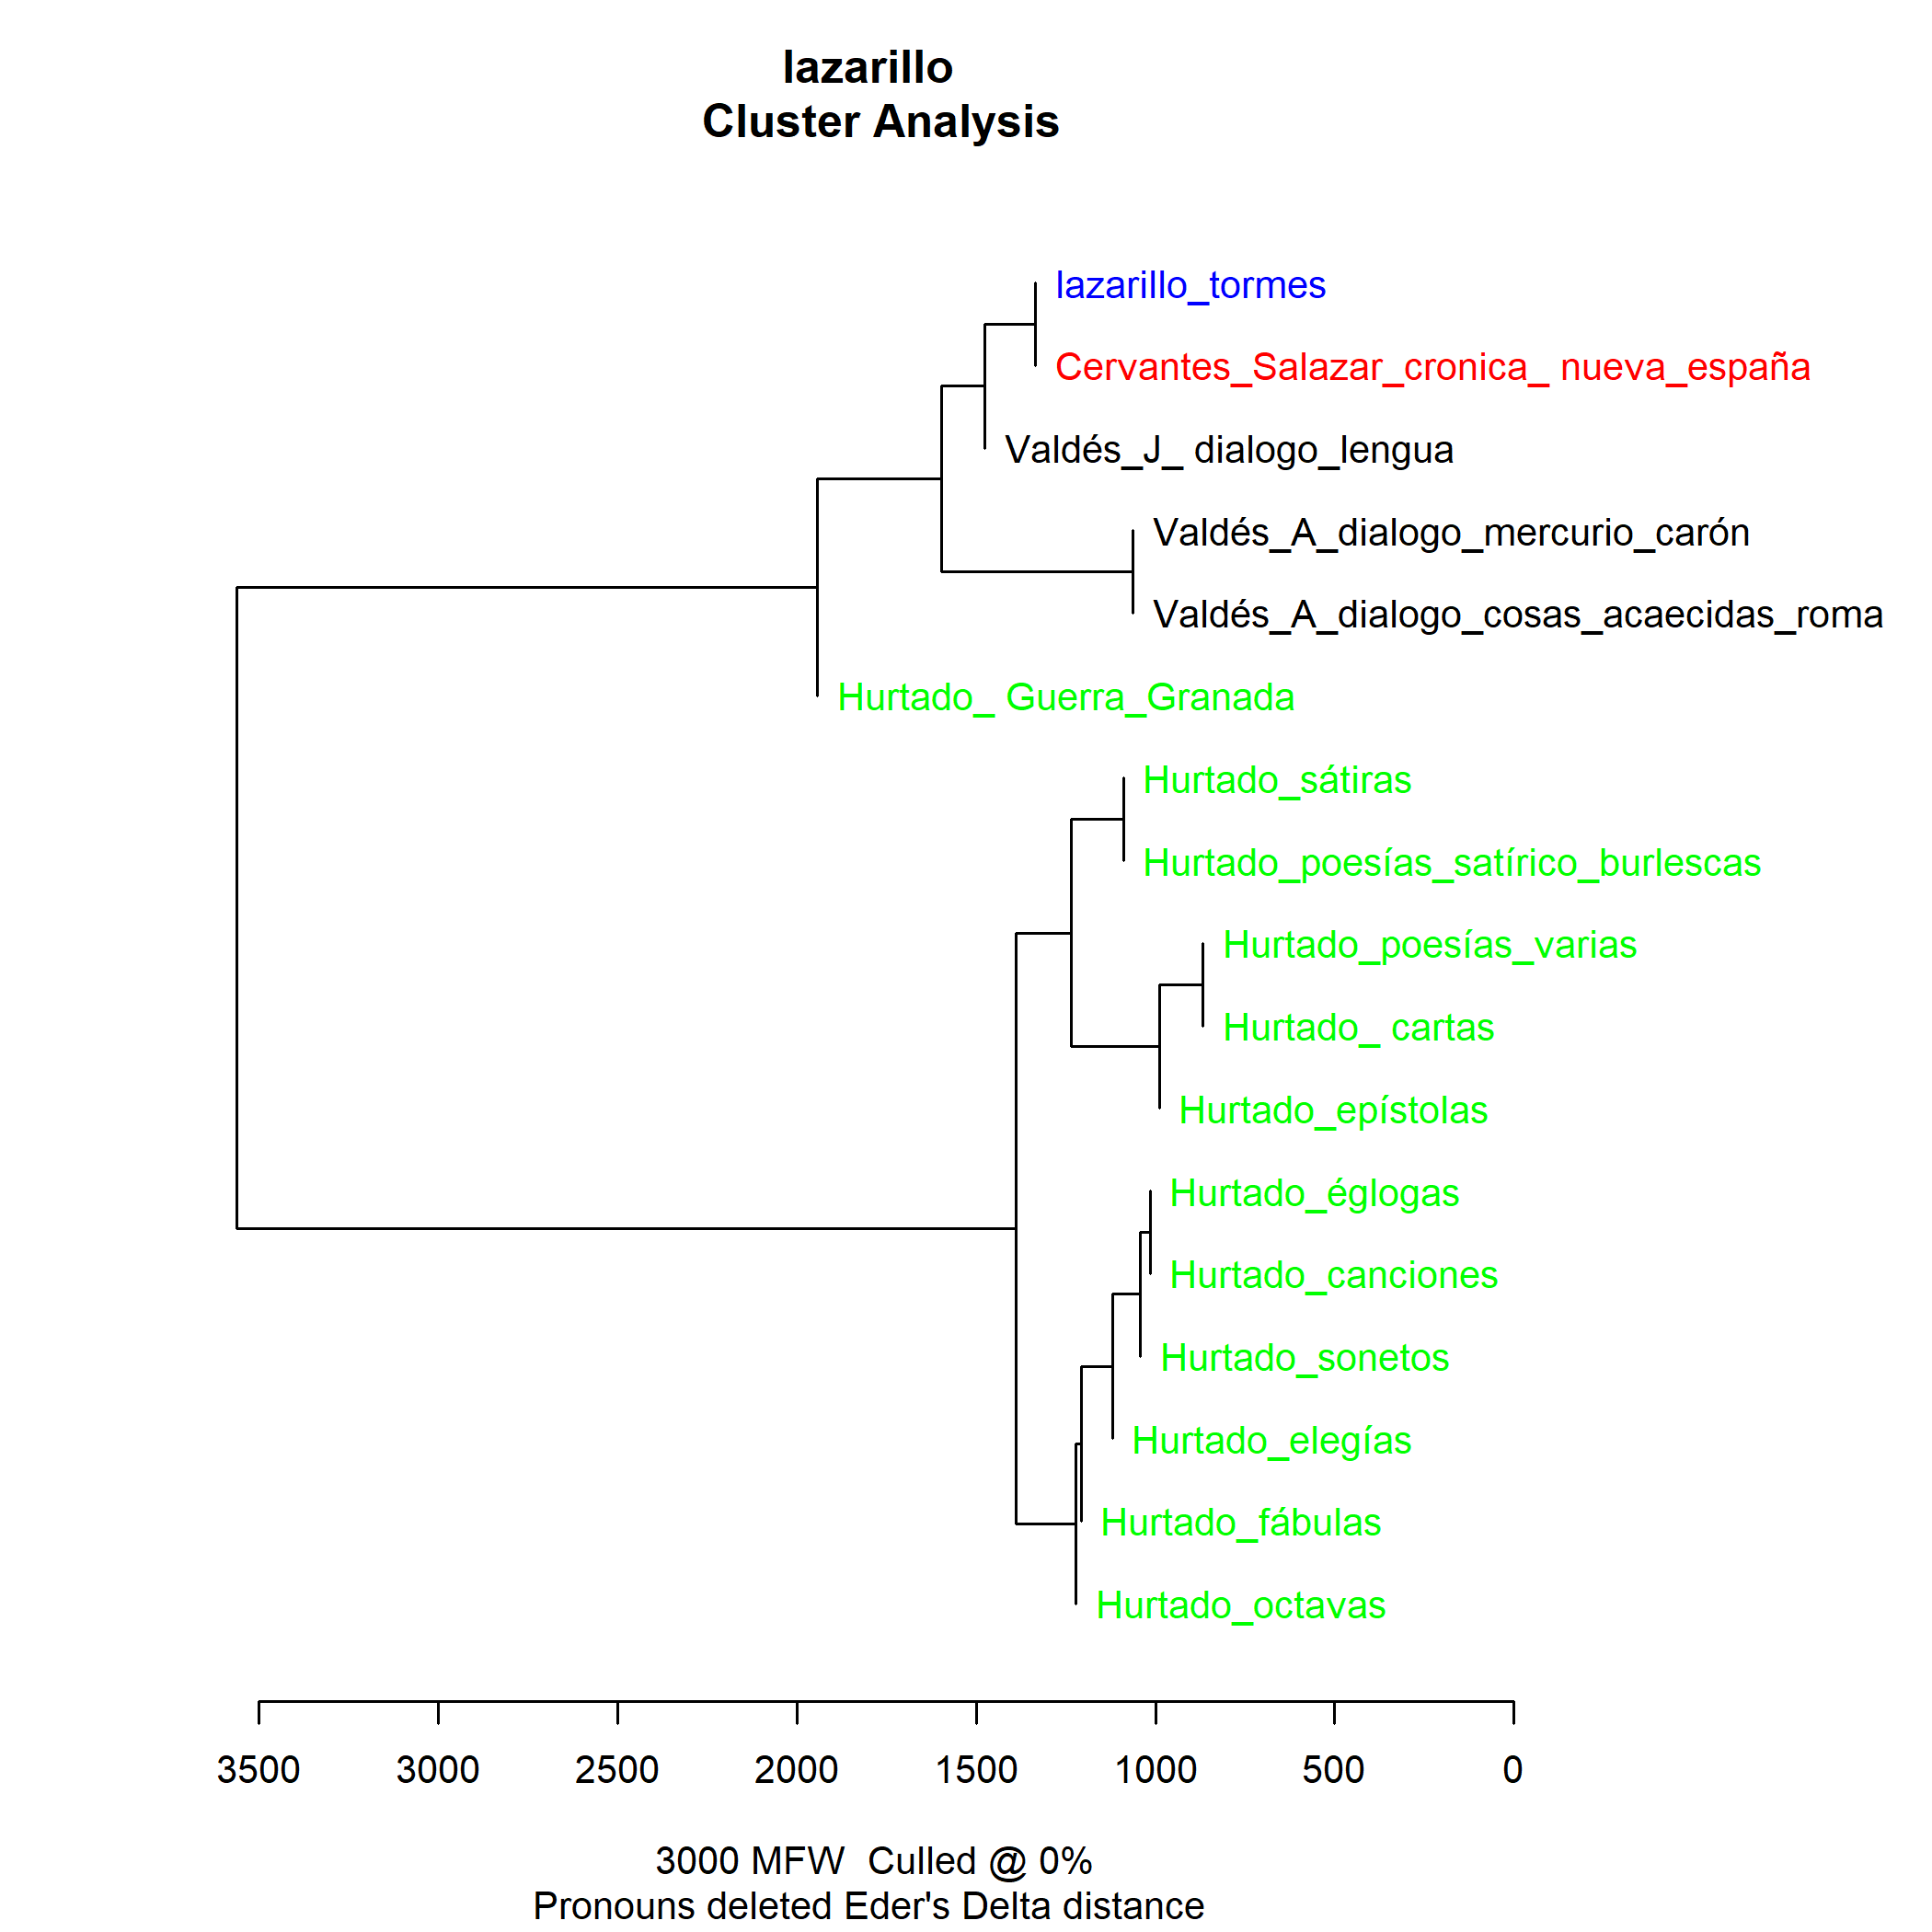 lazarillo
Cluster Analysis
lazarillo_tormes
Cervantes_Salazar_cronica_ nueva_españa
Valdés_J_ dialogo_lengua
Valdés_A_dialogo_mercurio_carón
Valdés_A_dialogo_cosas_acaecidas_roma
Hurtado_ Guerra_Granada
Hurtado_sátiras
Hurtado_poesías_satírico_burlescas
Hurtado_poesías_varias
Hurtado_ cartas
Hurtado_epístolas
Hurtado_églogas
Hurtado_canciones
Hurtado_sonetos
Hurtado_elegías
Hurtado_fábulas
Hurtado_octavas
3500 3000 2500 2000 1500 1000 500 0
3000 MFW  Culled @ 0%
Pronouns deleted Eder's Delta distance